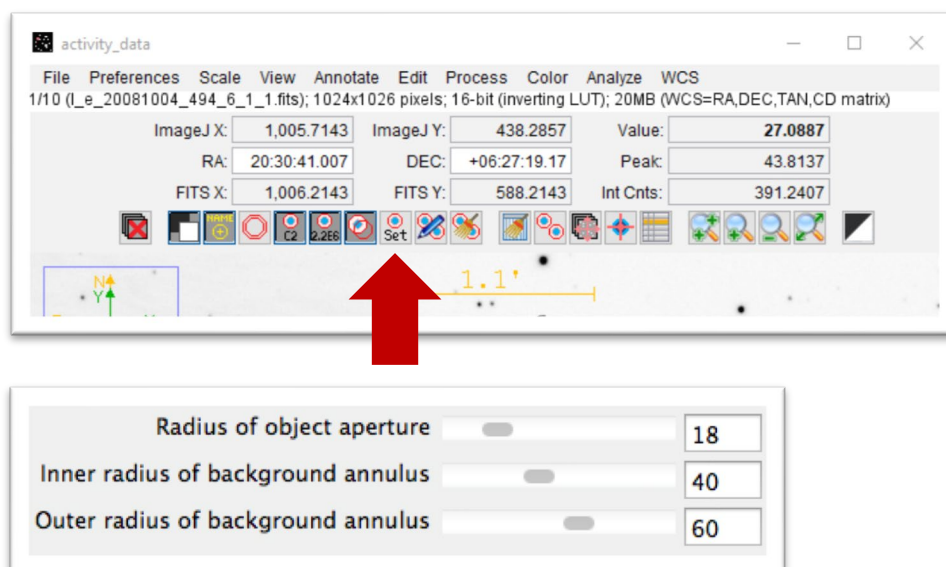 activity_data
File Preferences Scale View Annotate Edit Process Color Analyze WCS
1/10 (I_e_20081004_494_6_1_1.fits); 1024x1026 pixels; 16-bit (inverting LUT); 20MB (WCS=RA,DEC,TAN,CD matrix)
ImageJ X: 1,005.7143 ImageJ Y: 438.2857 Value: 27.0887
RA: 20:30:41.007 DEC: +06:27:19.17 Peak: 43.8137
FITS X: 1,006.2143 FITS Y: 588.2143 Int Cnts: 391.2407
NAME C2 2.2E6 Set
N 1.1'
Y
Radius of object aperture 18
Inner radius of background annulus 40
Outer radius of background annulus 60